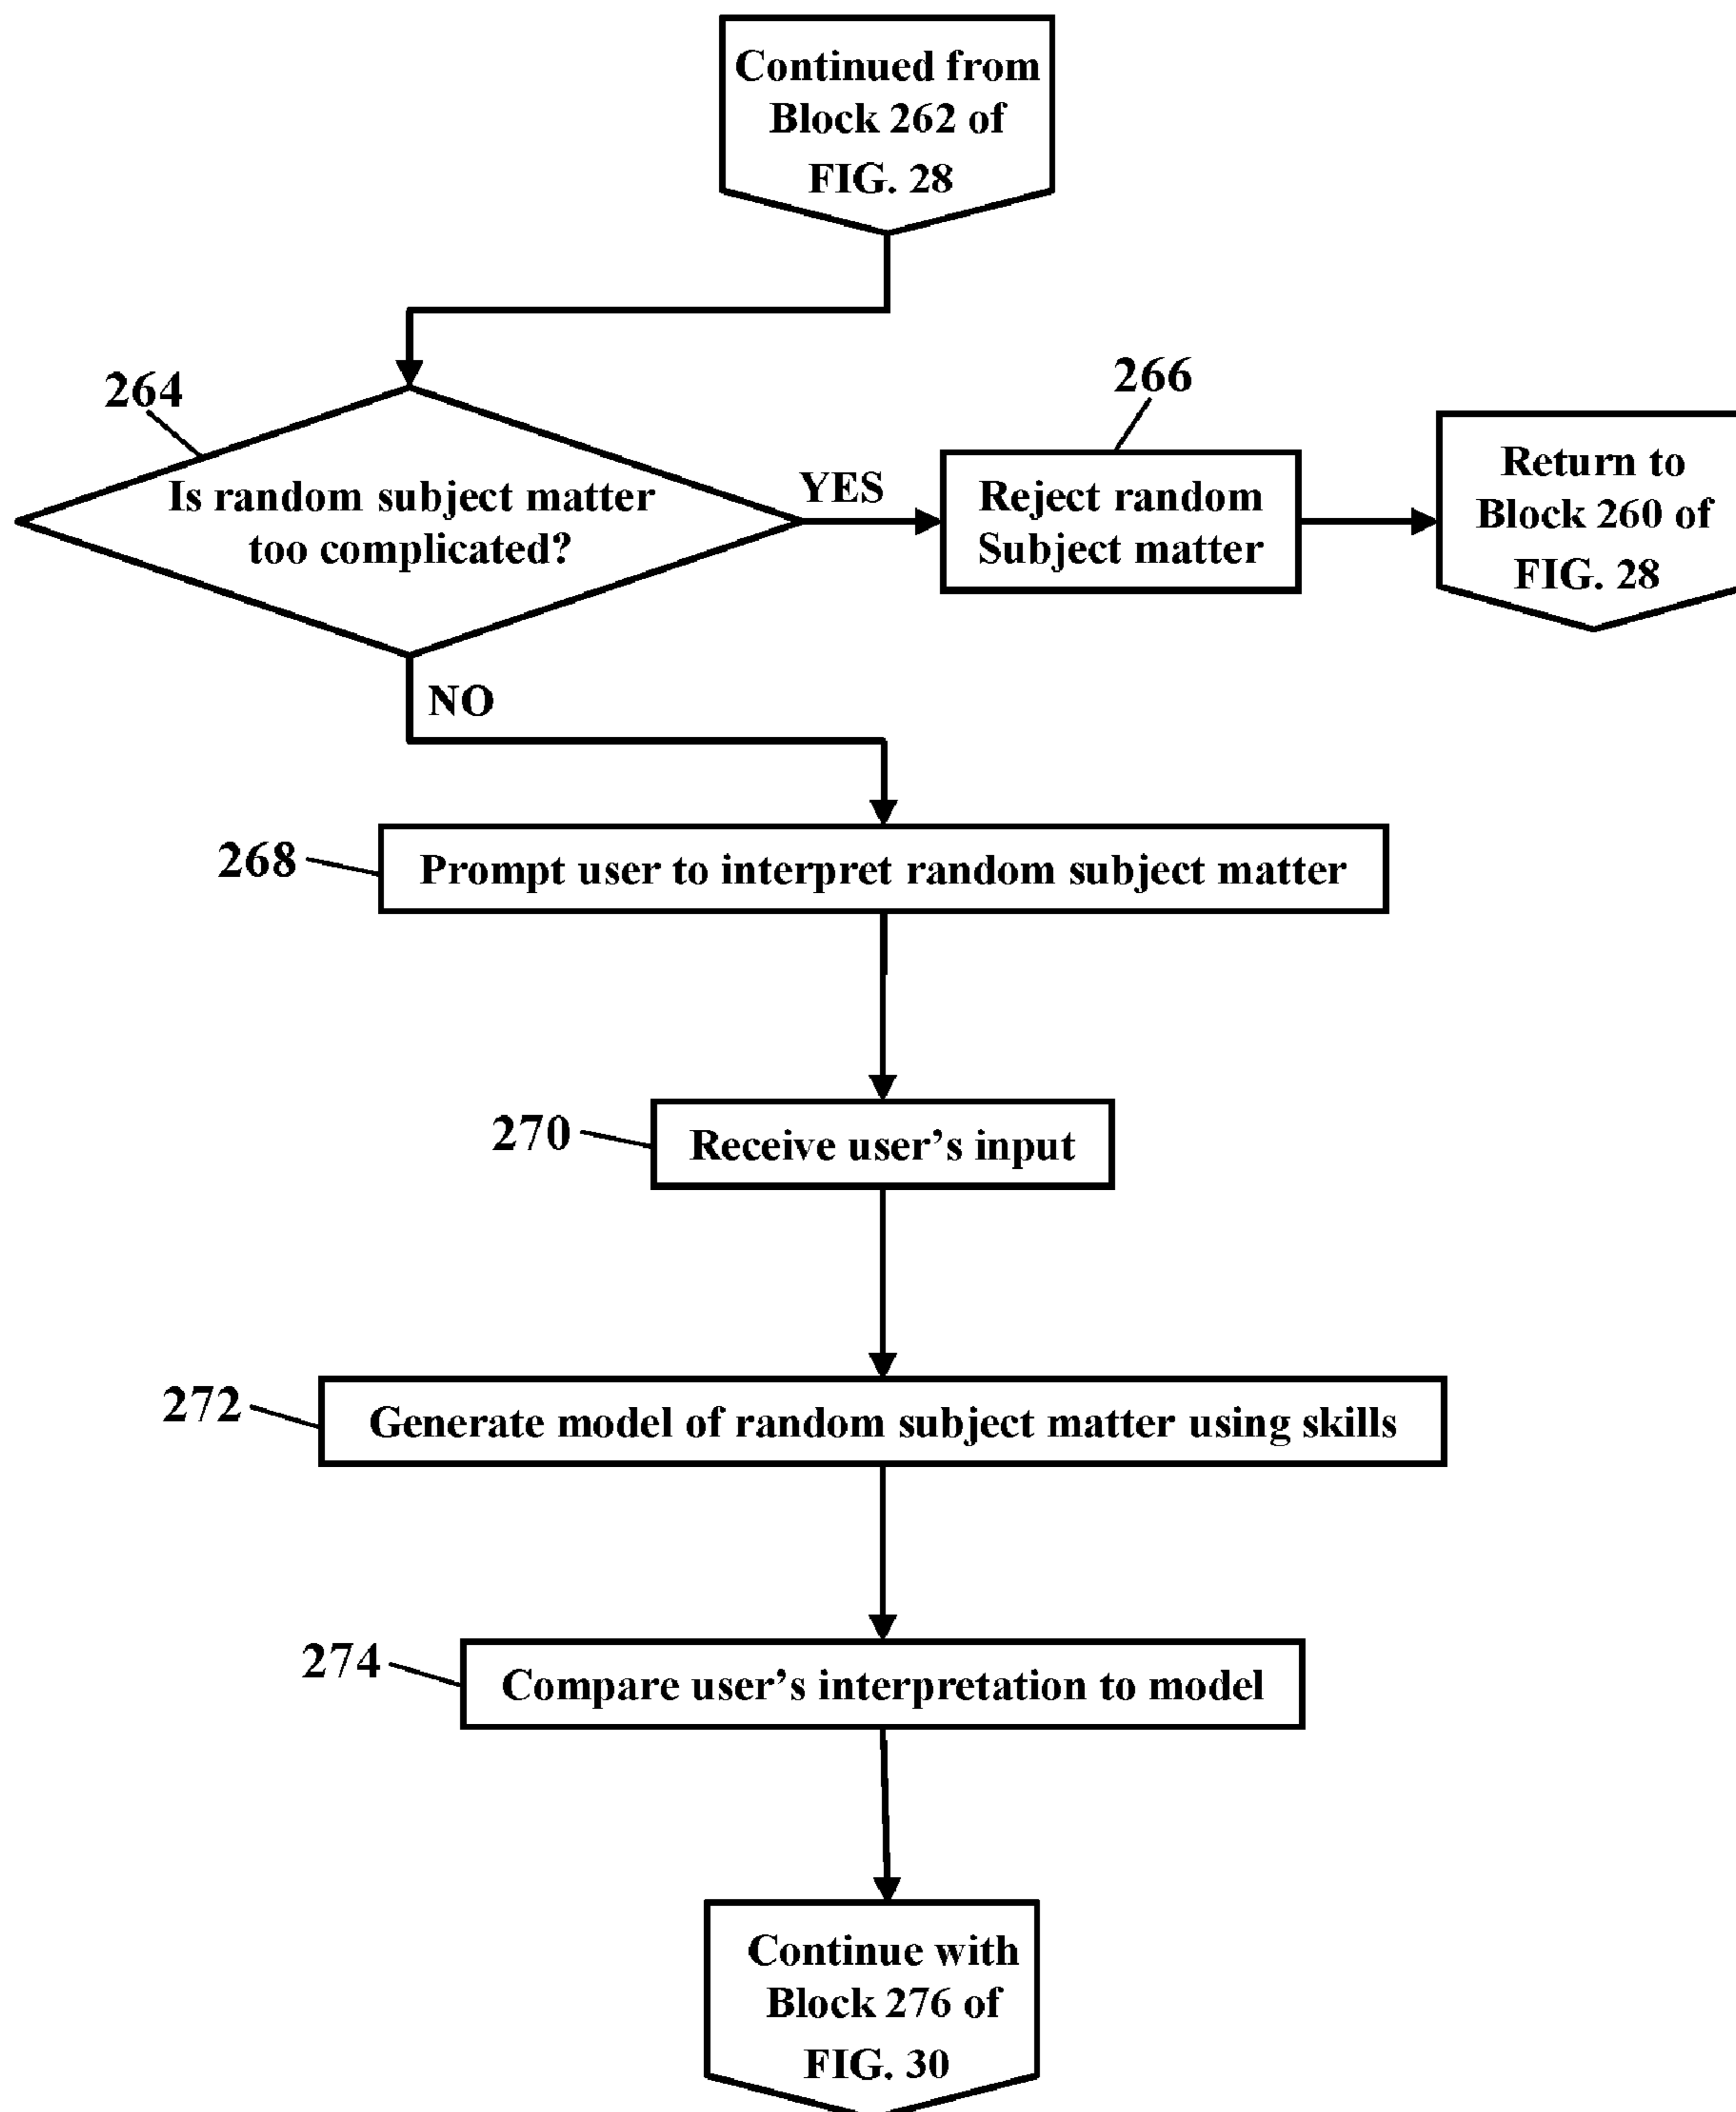 Continued from
Block 262 of
FIG. 28
264
266
Is random subject matter
too complicated?
YES
Reject random
Subject matter
Return to
Block 260 of
FIG. 28
NO
268
Prompt user to interpret random subject matter
270
Receive user's input
272
Generate model of random subject matter using skills
274
Compare user's interpretation to model
Continue with
Block 276 of
FIG. 30